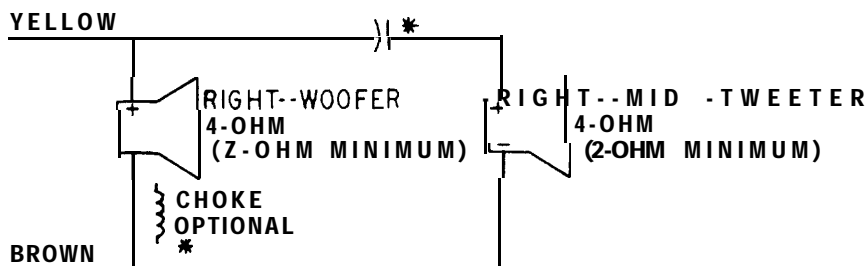 YELLOW
*
RIGHT--WOOFER
4-OHM
(Z-OHM MINIMUM)
RIGHT--MID -TWEETER
4-OHM
(2-OHM MINIMUM)
CHOKE
OPTIONAL
*
BROWN